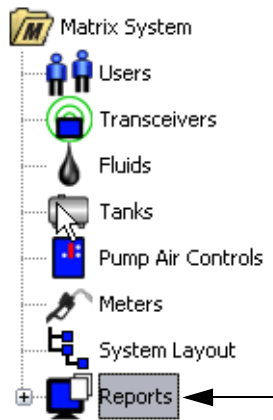 Matrix System
Users
Transceivers
Fluids
Tanks
Pump Air Controls
Meters
System Layout
Reports